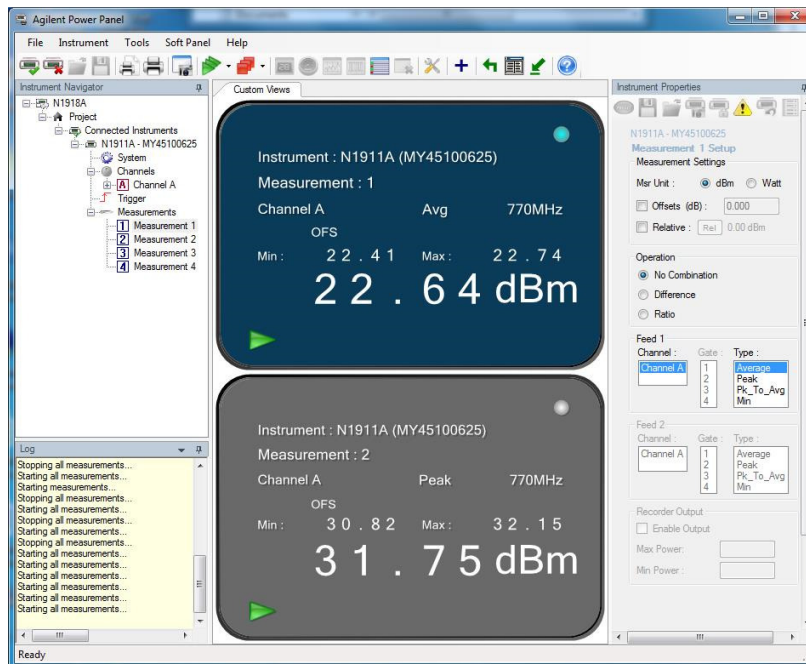 Agilent Power Panel
File Instrument Tools Soft Panel Help
Instrument Navigator
N1918A
Project
Connected Instruments
N1911A - MY45100625
System
Channels
A Channel A
Trigger
Measurements
1 Measurement 1
2 Measurement 2
3 Measurement 3
4 Measurement 4
Log
Stopping all measurements...
Starting all measurements...
Starting measurements...
Stopping all measurements...
Starting all measurements...
Stopping all measurements...
Starting all measurements...
Stopping all measurements...
Starting all measurements...
Starting all measurements...
Starting all measurements...
Starting all measurements...
Starting all measurements...
Starting all measurements...
Custom Views
Instrument : N1911A (MY45100625)
Measurement : 1
Channel A Avg 770MHz
OFS
Min : 22.41 Max : 22.74
22.64 dBm
Instrument : N1911A (MY45100625)
Measurement : 2
Channel A Peak 770MHz
OFS
Min : 30.82 Max : 32.15
31.75 dBm
Instrument Properties
N1911A - MY45100625
Measurement 1 Setup
Measurement Settings
Msr Unit : dBm Watt
Offsets (dB) : 0.000
Relative : Rel 0.00 dBm
Operation
No Combination
Difference
Ratio
Feed 1
Channel : Gate : Type :
Channel A 1 Average
2 Peak
3 Pk_To_Avg
4 Min
Feed 2
Channel : Gate : Type :
Channel A 1 Average
2 Peak
3 Pk_To_Avg
4 Min
Recorder Output
Enable Output
Max Power:
Min Power :
Ready